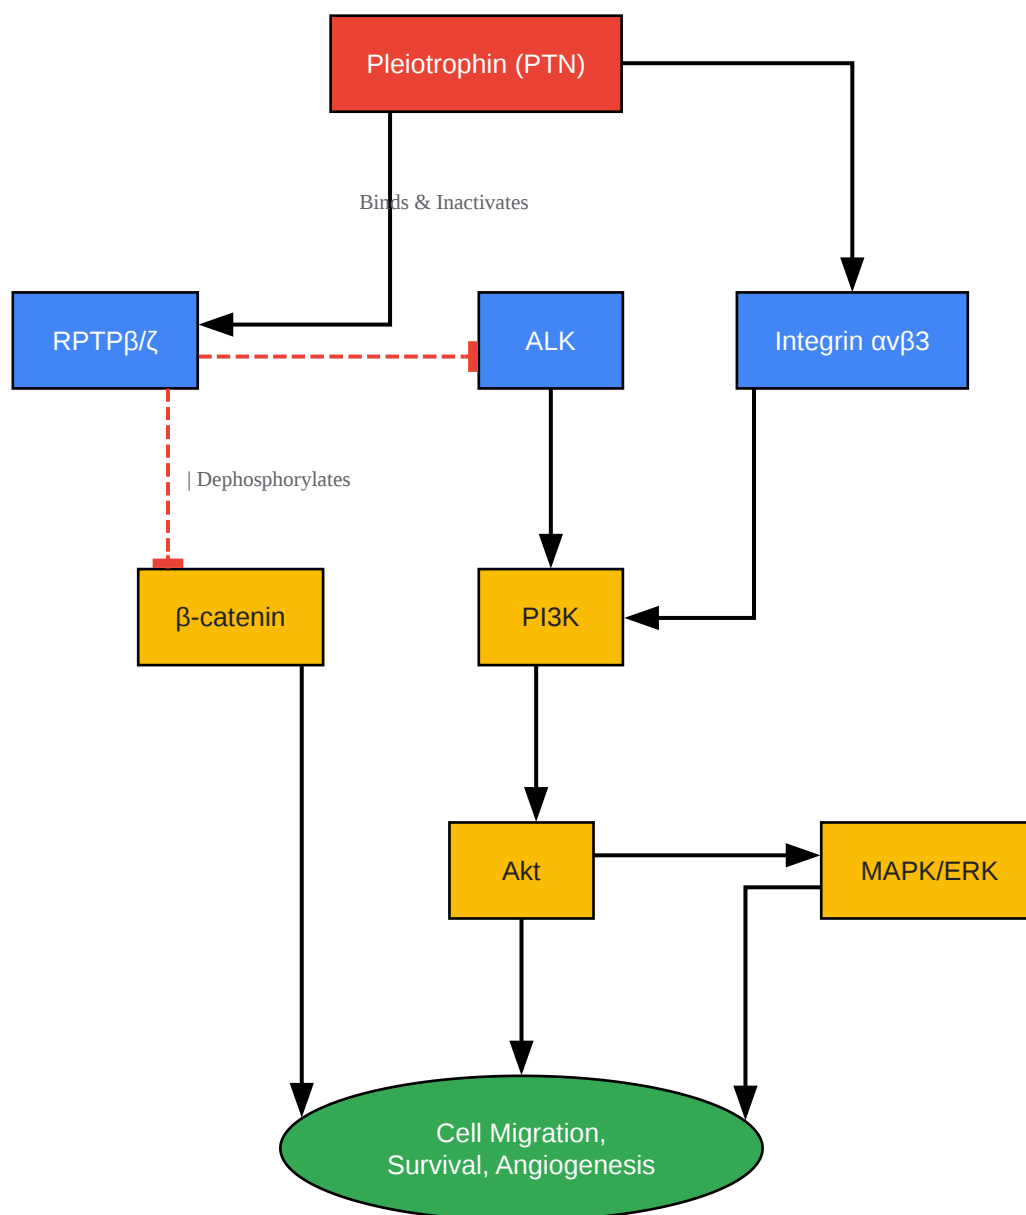 Pleiotrophin (PTN)
Binds & Inactivates
RPTPβ/ζ
ALK
Integrin αvβ3
| Dephosphorylates
β-catenin
PI3K
Akt
MAPK/ERK
Cell Migration,
Survival, Angiogenesis